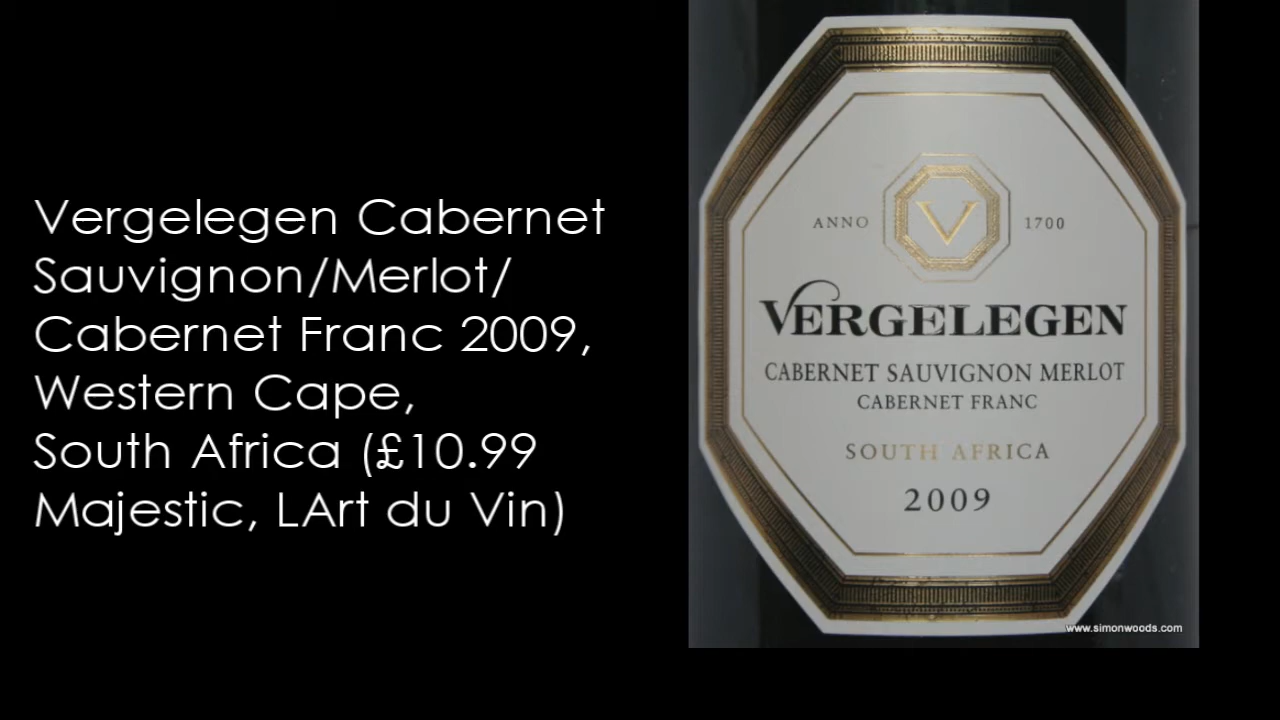 Vergelegen Cabernet
Sauvignon/Merlot/
Cabernet Franc 2009,
Western Cape,
South Africa (£10.99
Majestic, LArt du Vin)
V
ANNO 1700
VERGELEGEN
CABERNET SAUVIGNON MERLOT
CABERNET FRANC
SOUTH AFRICA
2009
www.simonwoods.com